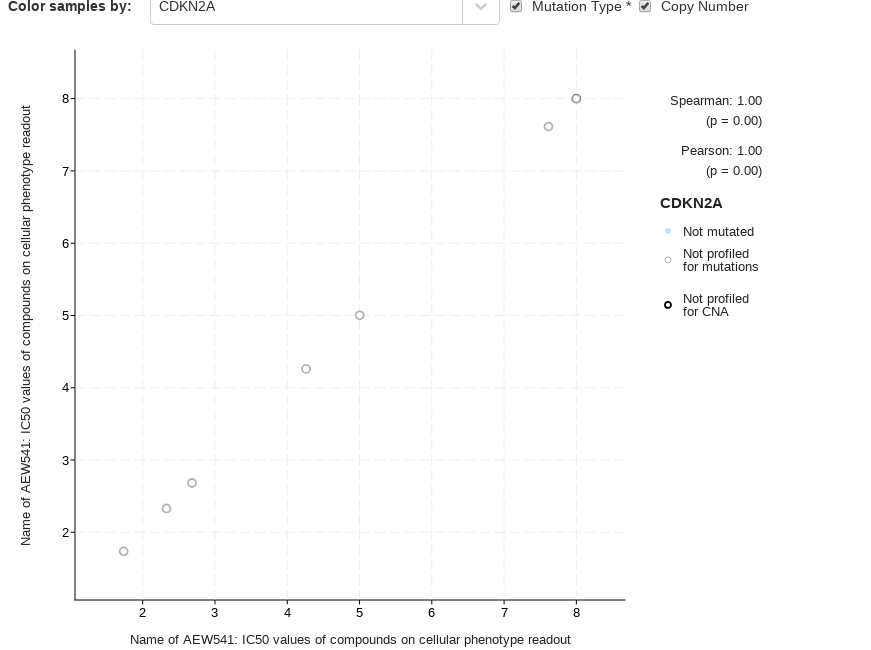 Color samples by: CDKN2A Mutation Type * Copy Number
Name of AEW541: IC50 values of compounds on cellular phenotype readout
8
7
6
5
4
3
2
2 3 4 5 6 7 8
Name of AEW541: IC50 values of compounds on cellular phenotype readout
Spearman: 1.00
(p = 0.00)
Pearson: 1.00
(p = 0.00)
CDKN2A
Not mutated
Not profiled
for mutations
Not profiled
for CNA